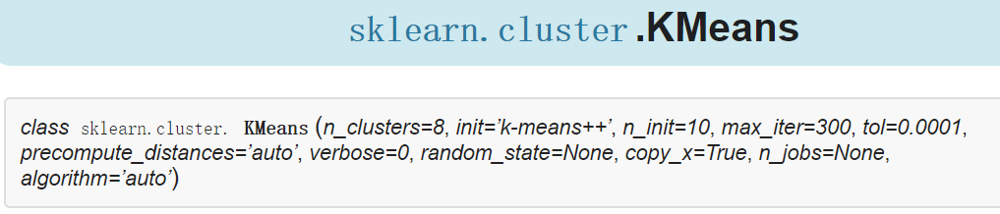 sklearn.cluster.KMeans
class sklearn.cluster. KMeans (n_clusters=8, init=’k-means++’, n_init=10, max_iter=300, tol=0.0001,
precompute_distances=’auto’, verbose=0, random_state=None, copy_x=True, n_jobs=None,
algorithm=’auto’)